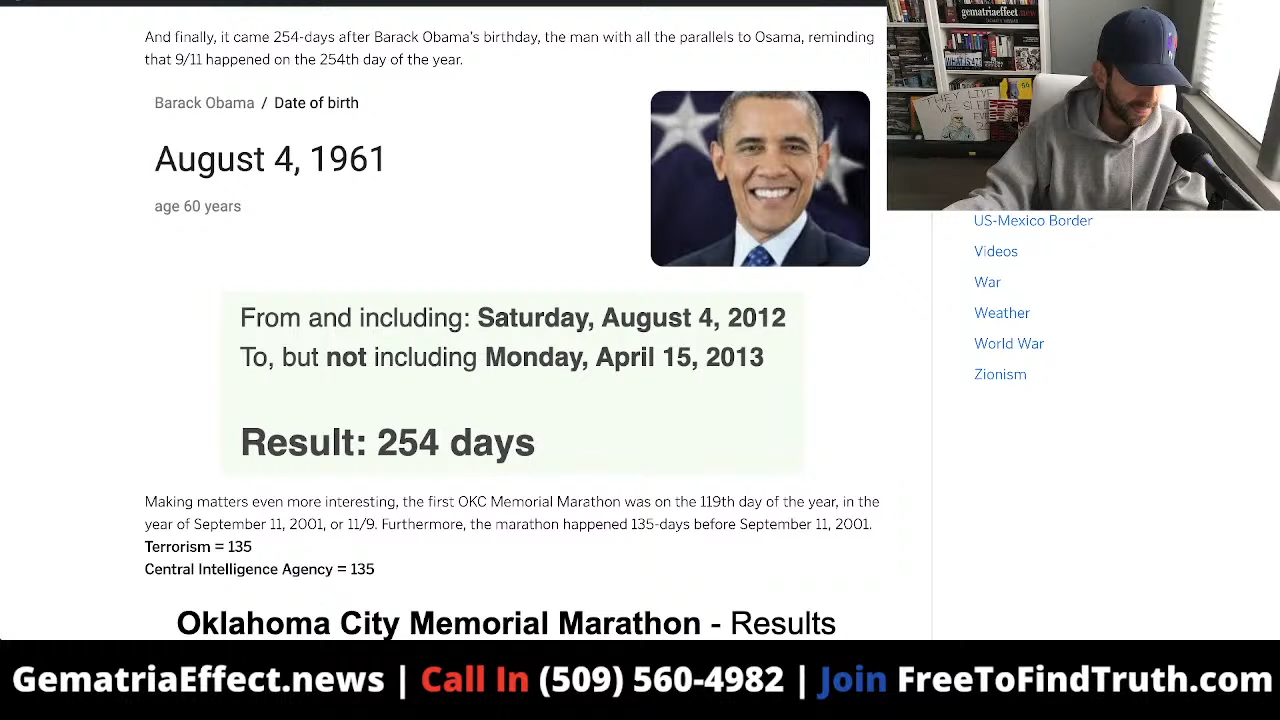 And finally, it came 254-days after Barack Obama's birthday, the man with all the parallels to Osama, reminding
that 9/11 happened on the 254th day of the year.
Barack Obama / Date of birth
August 4, 1961
age 60 years
From and including: Saturday, August 4, 2012
To, but not including Monday, April 15, 2013
Result: 254 days
Making matters even more interesting, the first OKC Memorial Marathon was on the 119th day of the year, in the
year of September 11, 2001, or 11/9. Furthermore, the marathon happened 135-days before September 11, 2001.
Terrorism = 135
Central Intelligence Agency = 135
Oklahoma City Memorial Marathon - Results
gematriaeffect.news
THEY LIVE
WE SLEEP
US-Mexico Border
Videos
War
Weather
World War
Zionism
GematriaEffect.news | Call In (509) 560-4982 | Join FreeToFindTruth.com